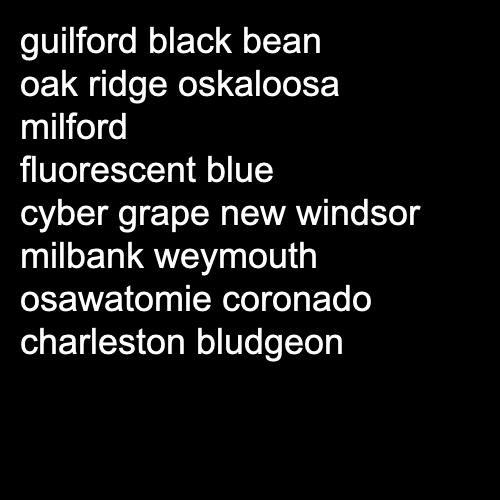 guilford black bean
oak ridge oskaloosa
milford
fluorescent blue
cyber grape new windsor
milbank weymouth
osawatomie coronado
charleston bludgeon